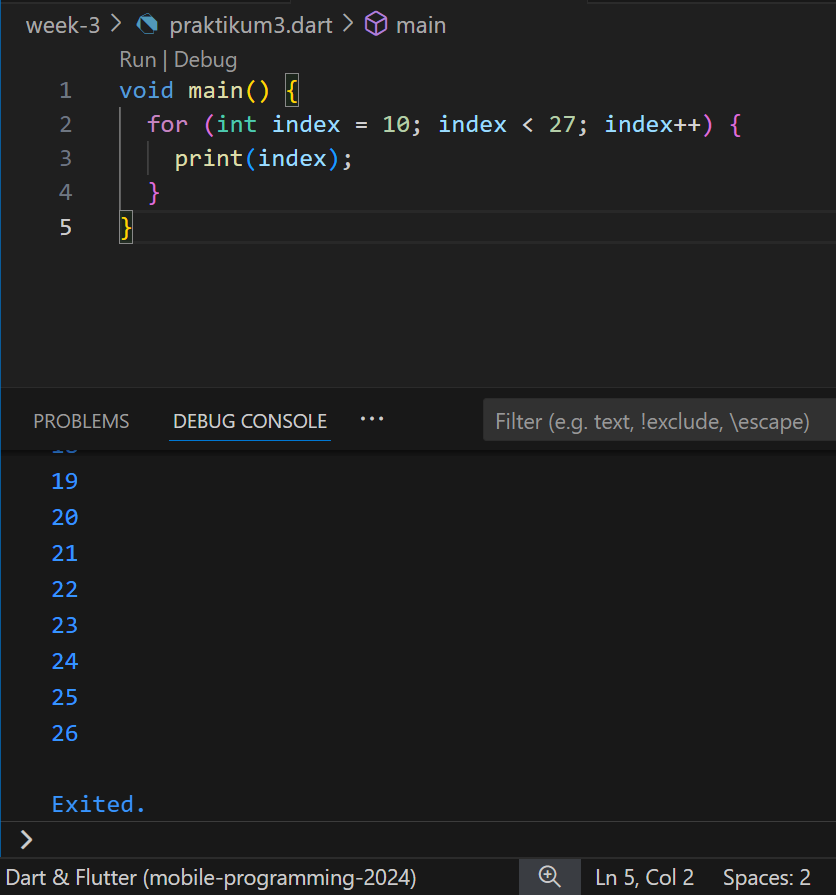 week-3 > praktikum3.dart > main
Run | Debug
1 void main() {
2   for (int index = 10; index < 27; index++) {
3     print(index);
4   }
5 }
PROBLEMS DEBUG CONSOLE ··· Filter (e.g. text, !exclude, \escape)
19
20
21
22
23
24
25
26
Exited.
>
Dart & Flutter (mobile-programming-2024) Ln 5, Col 2 Spaces: 2